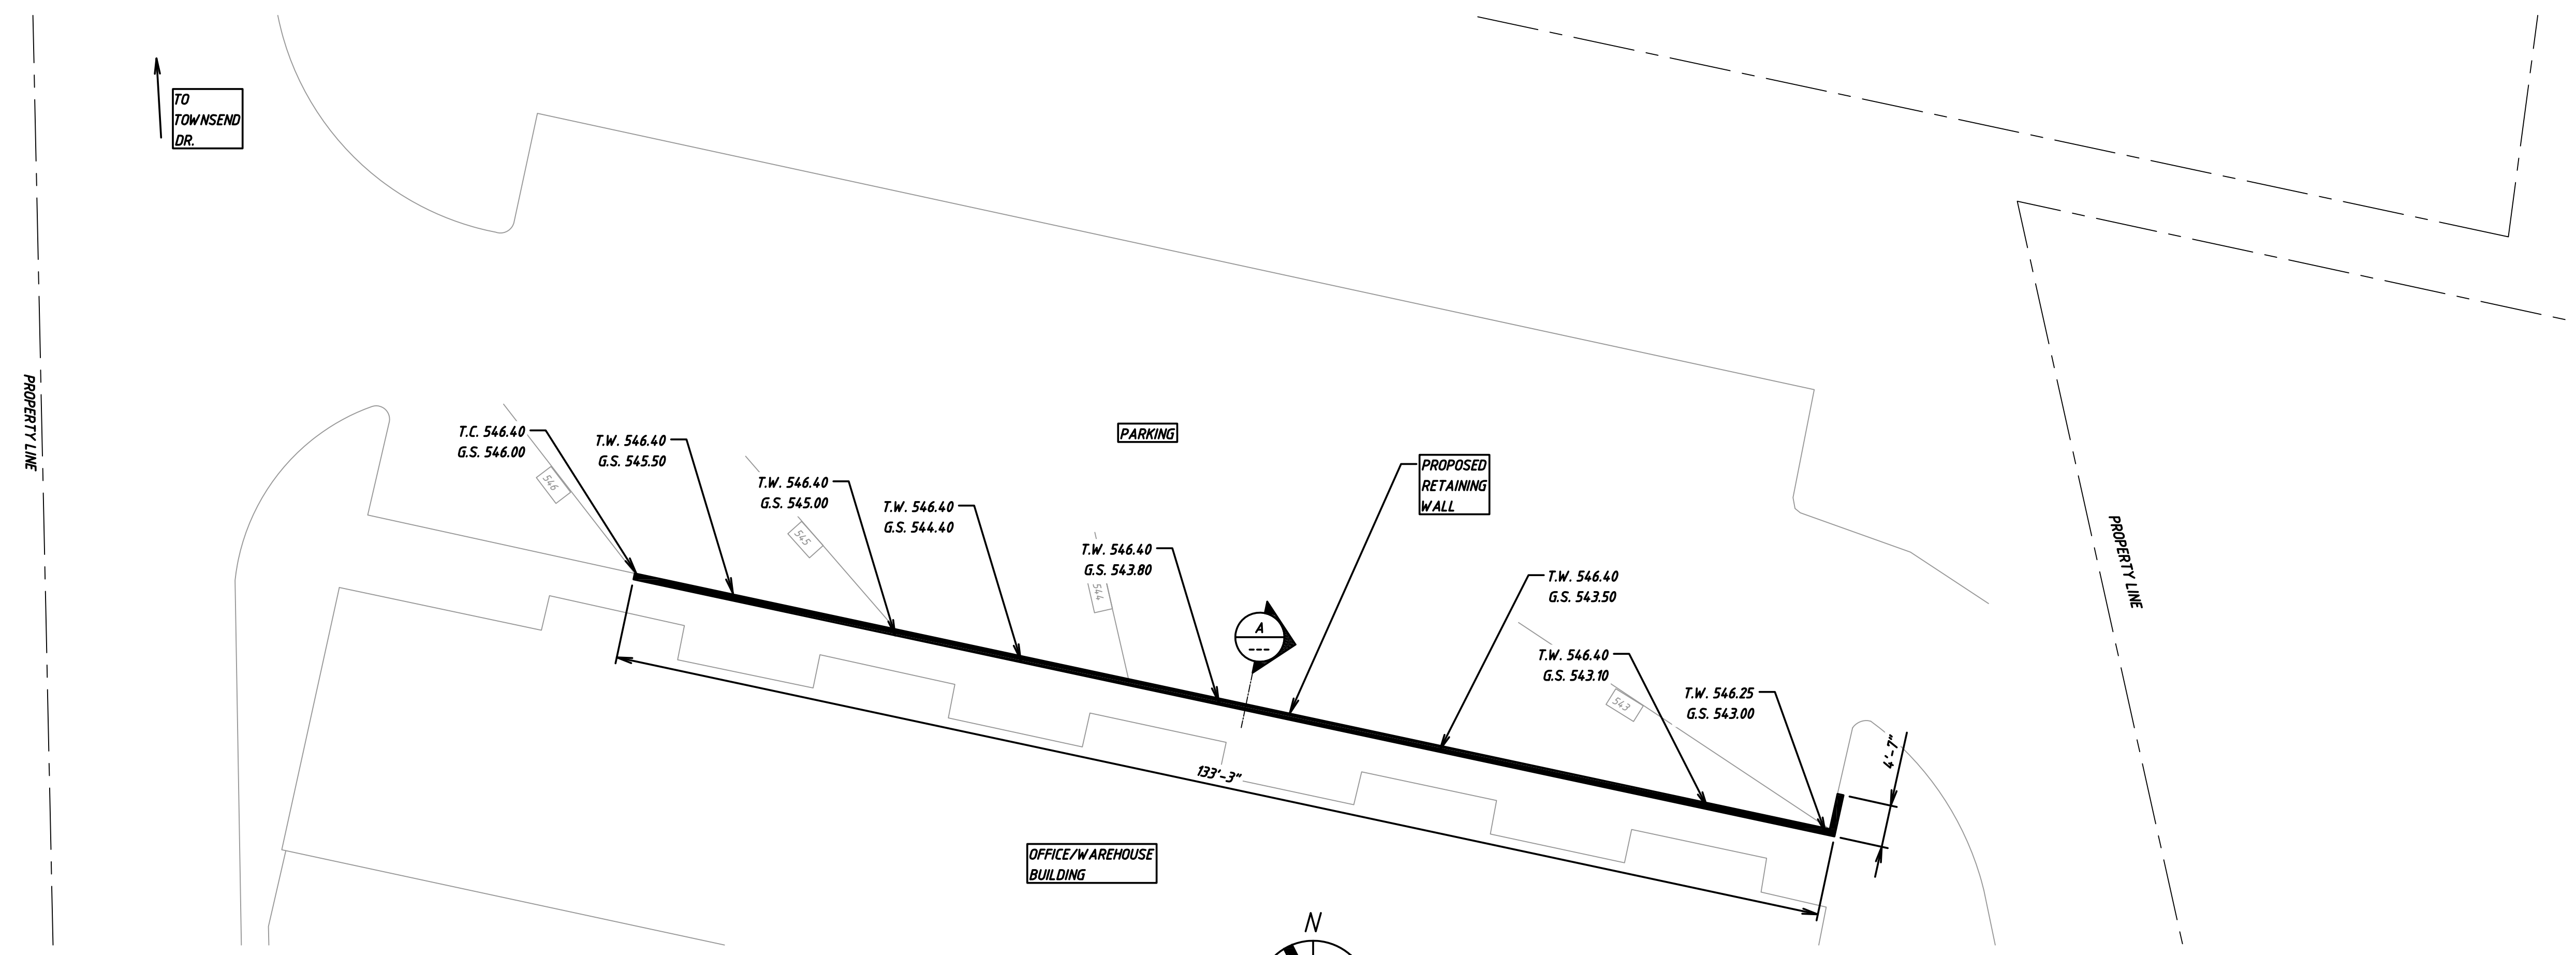 TO
TOWNSEND
DR.
PROPERTY LINE
T.C. 546.40
G.S. 546.00
546
T.W. 546.40
G.S. 545.50
T.W. 546.40
G.S. 545.00
545
T.W. 546.40
G.S. 544.40
PARKING
T.W. 546.40
G.S. 543.80
544
A
---
PROPOSED
RETAINING
WALL
T.W. 546.40
G.S. 543.50
T.W. 546.40
G.S. 543.10
543
T.W. 546.25
G.S. 543.00
4'-7"
PROPERTY LINE
133'-3"
OFFICE/WAREHOUSE
BUILDING
N